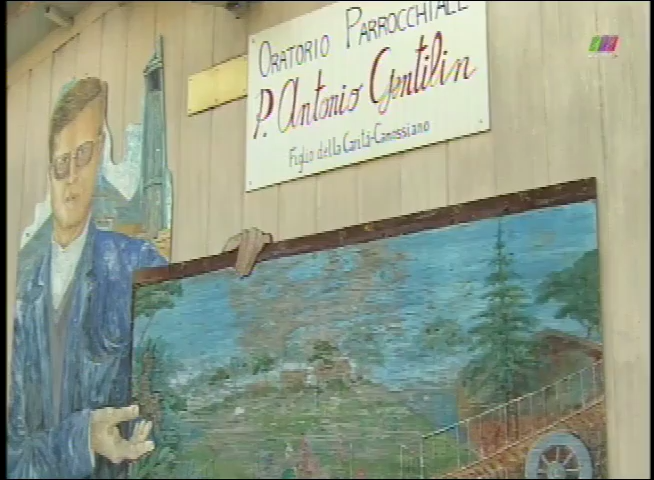 ORATORIO PARROCCHIALE
P. Antonio Gentilin
Figlio della Carità-Canossiano